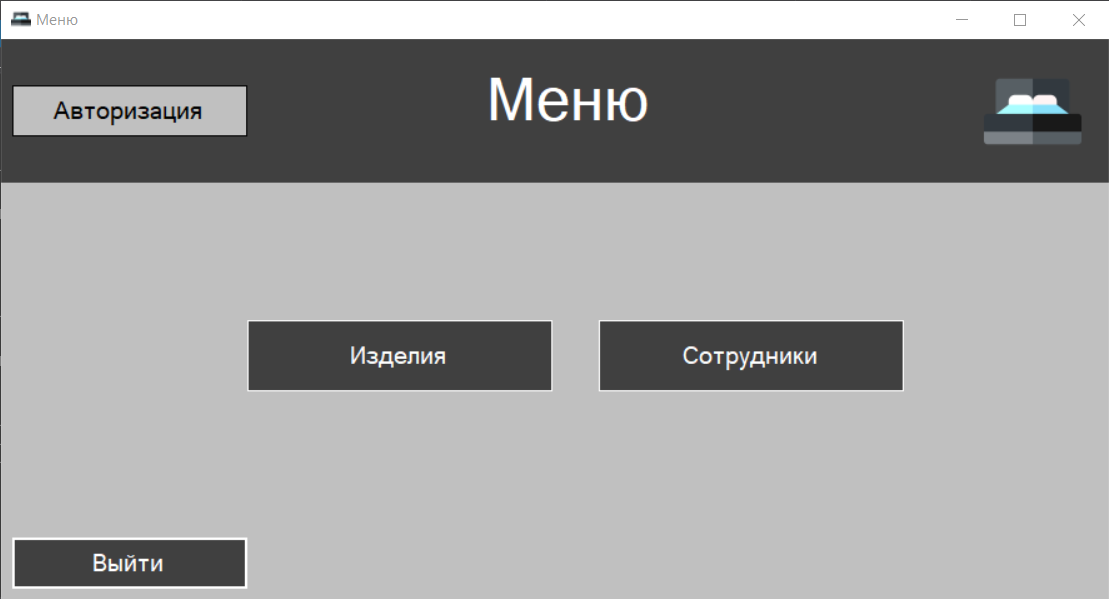 Меню
Авторизация
Меню
Изделия
Сотрудники
Выйти